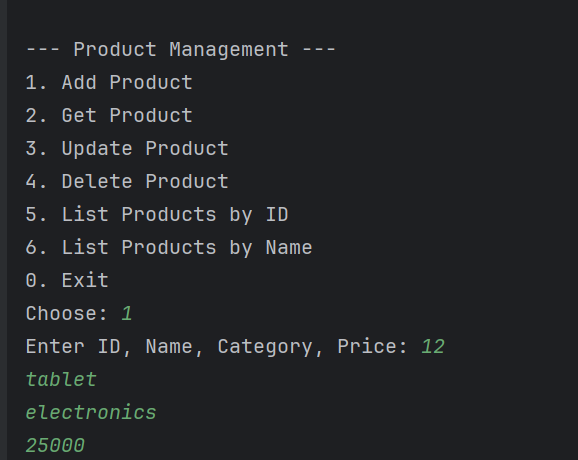 --- Product Management ---
1. Add Product
2. Get Product
3. Update Product
4. Delete Product
5. List Products by ID
6. List Products by Name
0. Exit
Choose: 1
Enter ID, Name, Category, Price: 12
tablet
electronics
25000